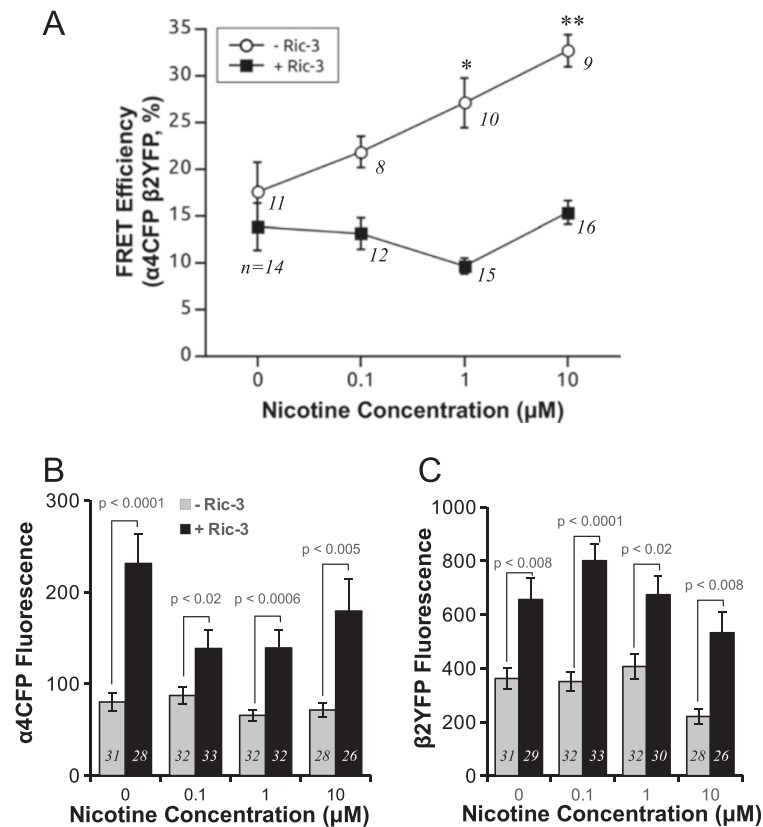 A
35
30
25
20
15
10
5
0
FRET Efficiency
(α4CFP β2YFP, %)
- Ric-3
+ Ric-3
*
**
11
8
10
9
n=14
12
15
16
0 0.1 1 10
Nicotine Concentration (µM)
B
300
200
100
0
α4CFP Fluorescence
- Ric-3
+ Ric-3
p < 0.0001
p < 0.02
p < 0.0006
p < 0.005
31 28 32 33 32 32 28 26
0 0.1 1 10
Nicotine Concentration (µM)
C
1000
800
600
400
200
0
β2YFP Fluorescence
p < 0.008
p < 0.0001
p < 0.02
p < 0.008
31 29 32 33 32 30 28 26
0 0.1 1 10
Nicotine Concentration (µM)